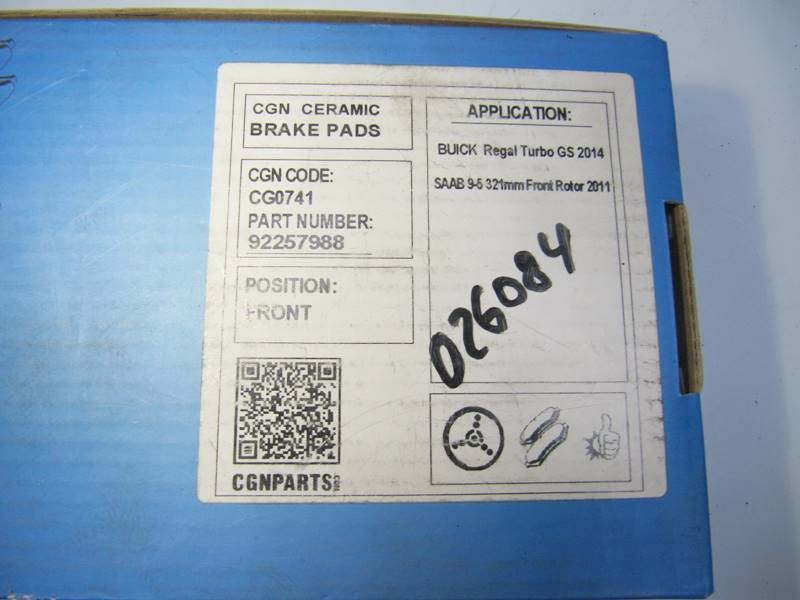 CGN CERAMIC
BRAKE PADS
CGN CODE:
CG0741
PART NUMBER:
92257988
POSITION:
FRONT
CGNPARTS
APPLICATION:
BUICK Regal Turbo GS 2014
SAAB 9-5 321mm Front Rotor 2011
026084